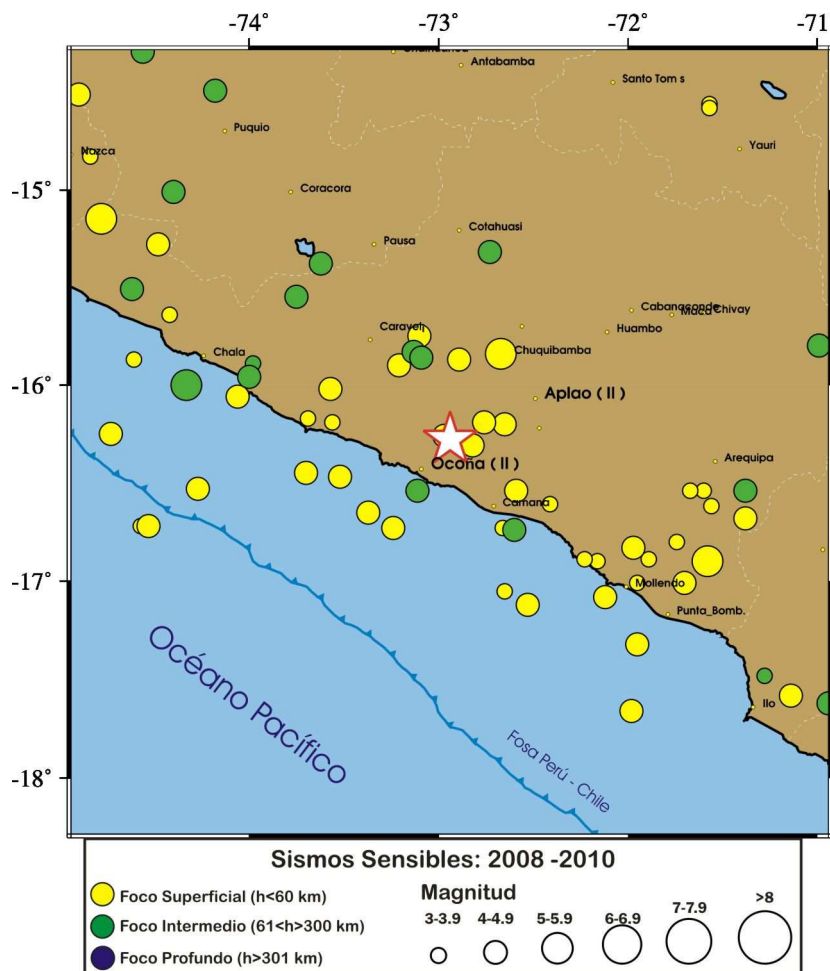 -74° -73° -72° -71
Antabamba
Santo Tom s
Puquio
Yauri
Nazca
-15°
Coracora
Cotahuasi
Pausa
Cabanaconde
Maca Chivay
Caraveli
Huambo
Chala
Chuquibamba
-16°
Aplao ( II )
Arequipa
Ocoña ( II )
Camana
-17°
Mollendo
Punta_Bomb.
Océano Pacífico
Ilo
Fosa Perú - Chile
-18°
Sismos Sensibles: 2008 -2010
Foco Superficial (h<60 km)
Foco Intermedio (61<h>300 km)
Foco Profundo (h>301 km)
Magnitud
3-3.9 4-4.9 5-5.9 6-6.9 7-7.9 >8